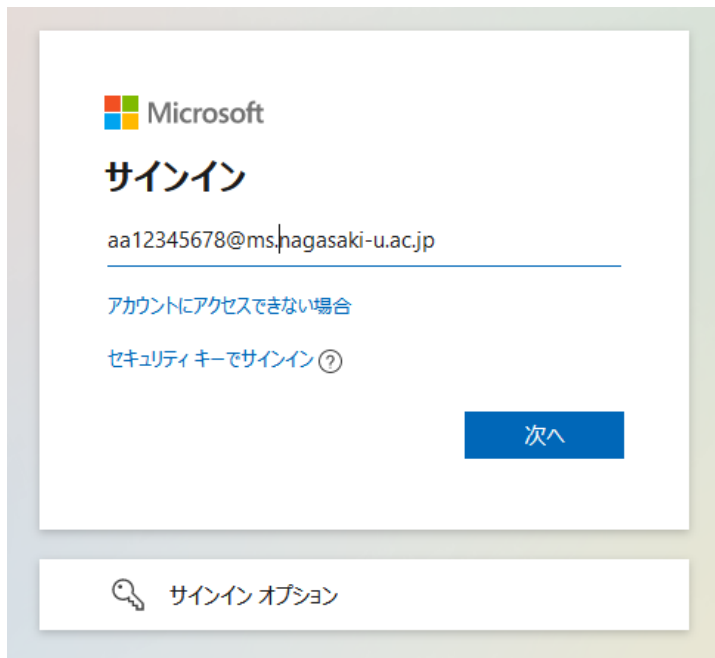 Microsoft
サインイン
aa12345678@ms.nagasaki-u.ac.jp
アカウントにアクセスできない場合
セキュリティ キーでサインイン ?
次へ
サインイン オプション